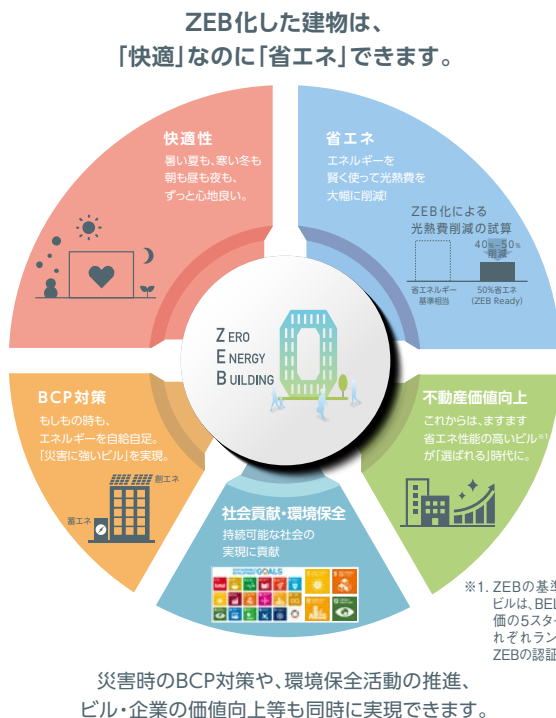 ZEB化した建物は、
「快適」なのに「省エネ」できます。
快適性
暑い夏も、寒い冬も
朝も昼も夜も、
ずっと心地良い。
省エネ
エネルギーを
賢く使って光熱費を
大幅に削減!
ZEB化による
光熱費削減の試算
40%~50%
削減
省エネルギー
基準相当
50%省エネ
(ZEB Ready)
ZERO
ENERGY
BUILDING
BCP対策
もしもの時も、
エネルギーを自給自足。
「災害に強いビル」を実現。
創エネ
蓄エネ
不動産価値向上
これからは、ますます
省エネ性能の高いビル※1
が「選ばれる」時代に。
社会貢献・環境保全
持続可能な社会の
実現に貢献
GOALS
※1. ZEBの基準
ビルは、BEL
価の5スター
れぞれラン
ZEBの認証
災害時のBCP対策や、環境保全活動の推進、
ビル・企業の価値向上等も同時に実現できます。